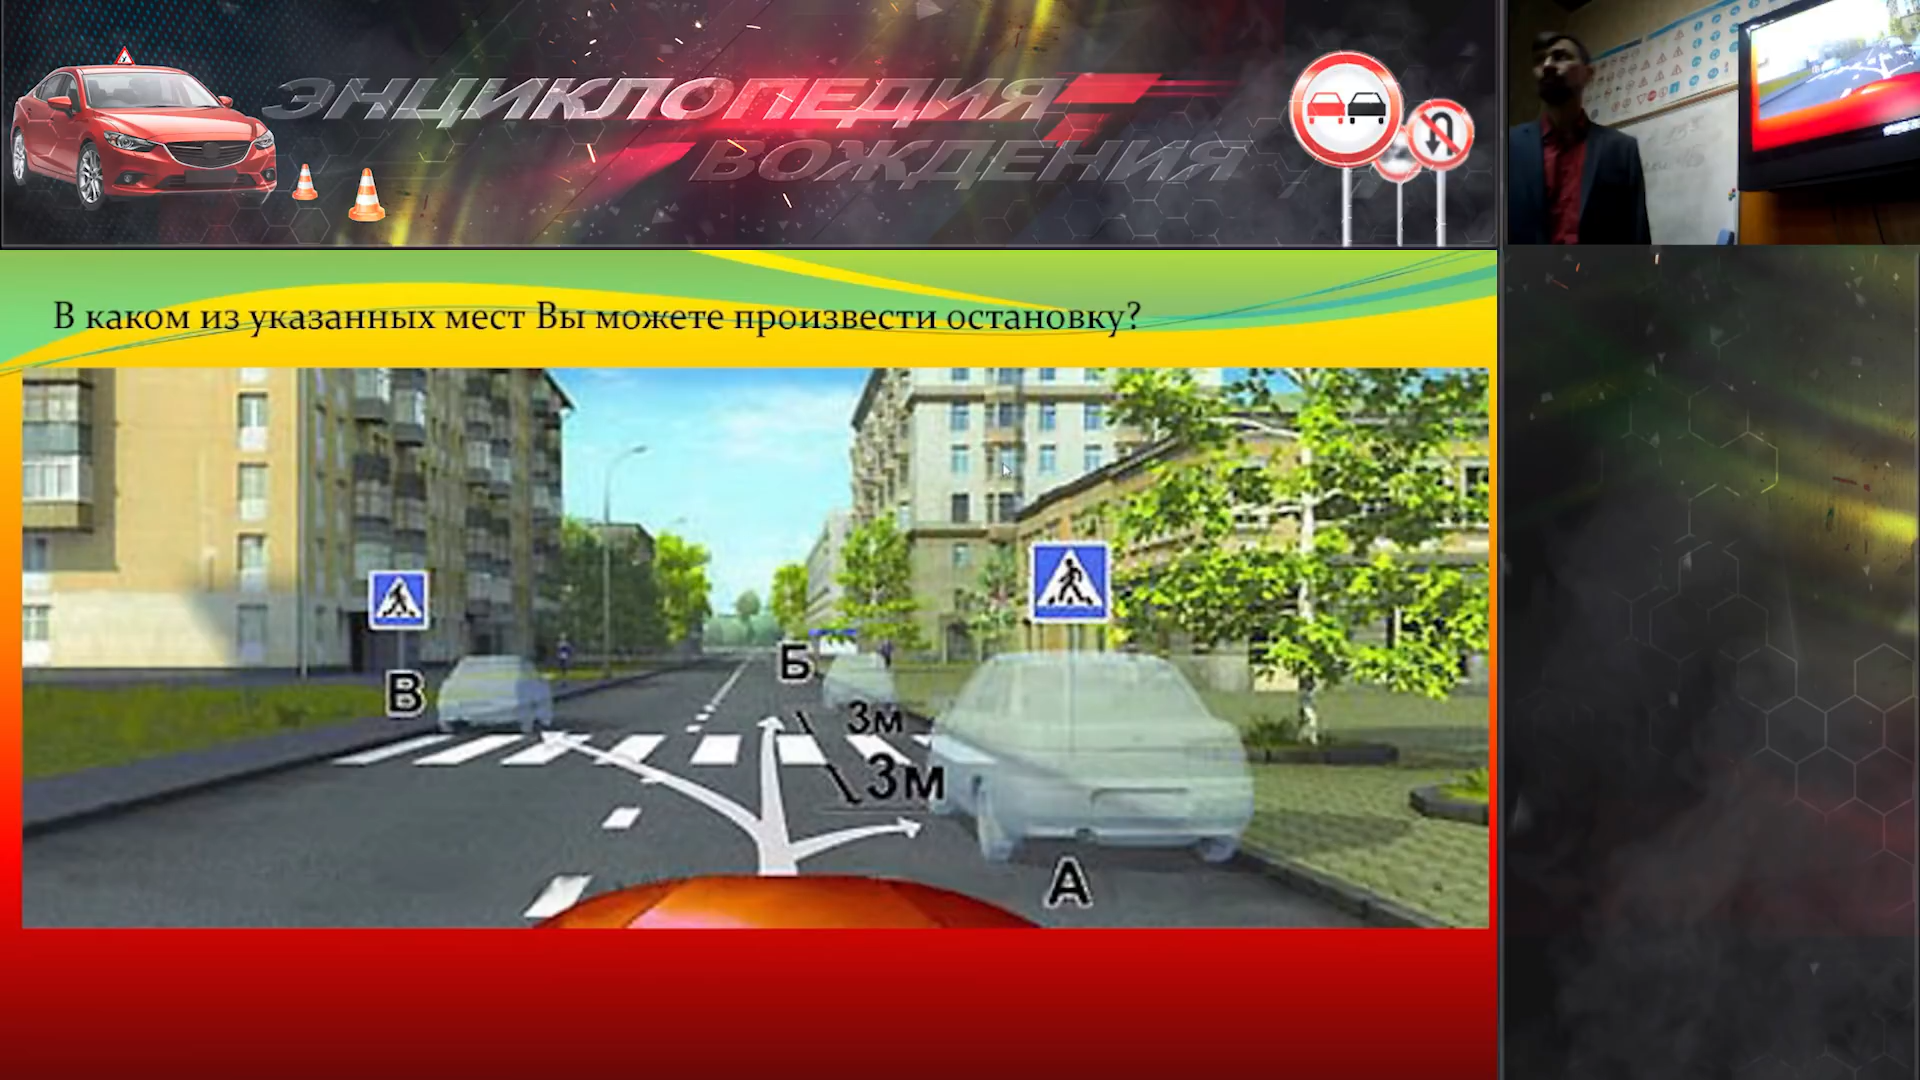 ЭНЦИКЛОПЕДИЯ
ВОЖДЕНИЯ
В каком из указанных мест Вы можете произвести остановку?
Б
В
3м
3м
А